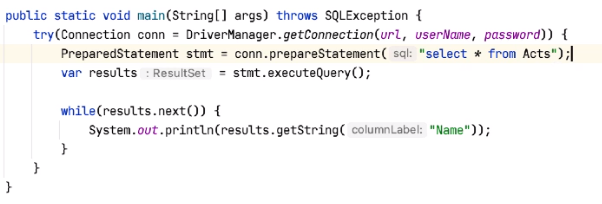 public static void main(String[] args) throws SQLException {
try(Connection conn = DriverManager.getConnection(url, userName, password)) {
PreparedStatement stmt = conn.prepareStatement( sql: "select * from Acts");
var results : ResultSet = stmt.executeQuery();
while(results.next()) {
System.out.println(results.getString( columnLabel: "Name"));
}
}
}